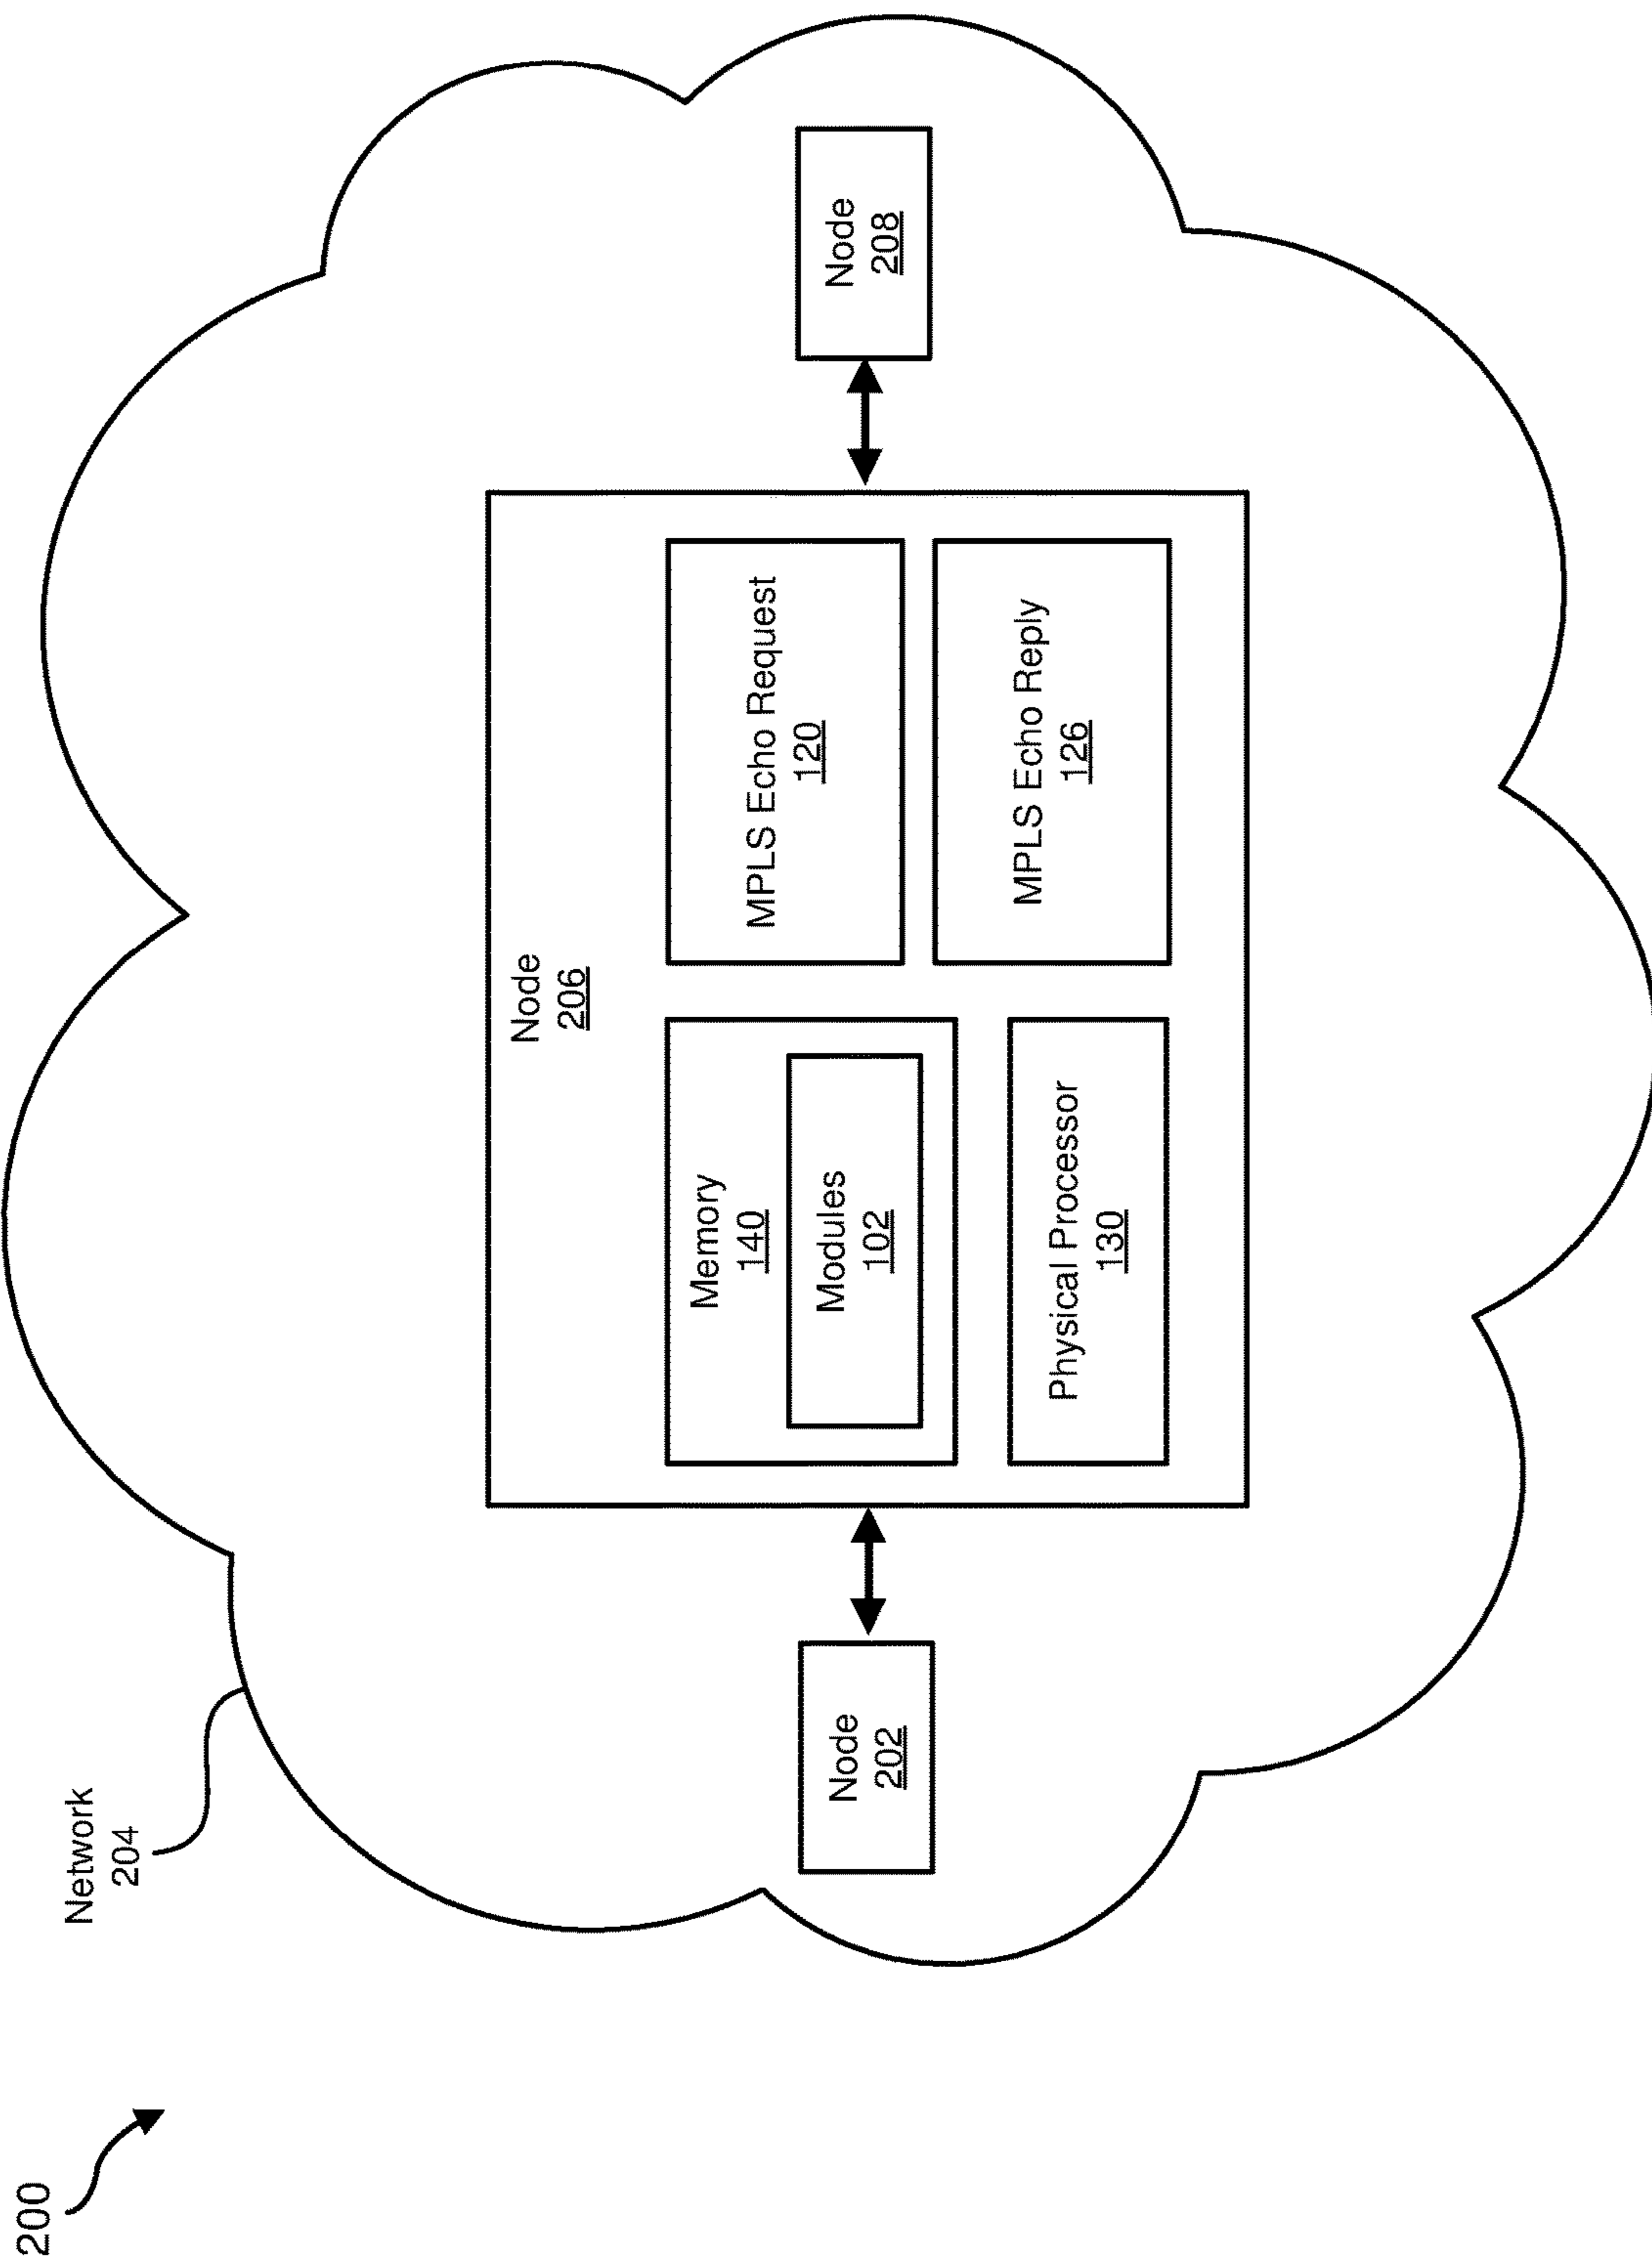 200
Network
204
Node
206
Memory
140
Modules
102
Physical Processor
130
MPLS Echo Request
120
MPLS Echo Reply
126
Node
202
Node
208